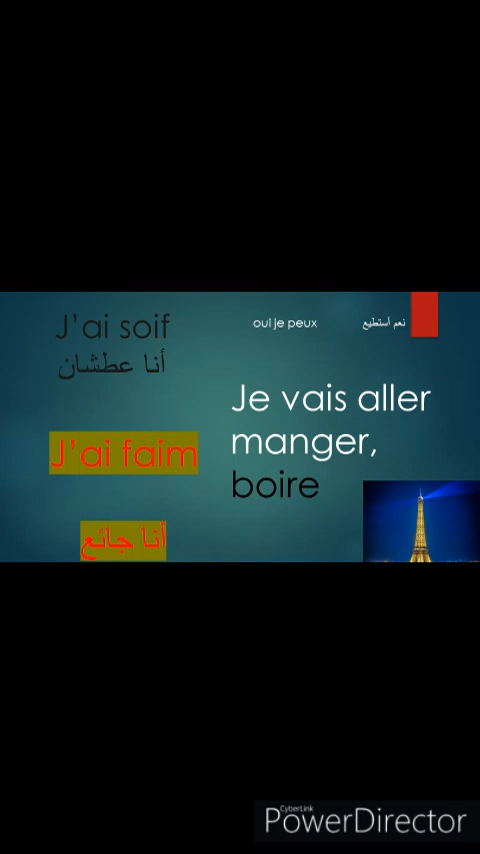 J'ai soif
أنا عطشان
J'ai faim
أنا جائع
oui je peux
نعم أستطيع
Je vais aller
manger,
boire
CyberLink
PowerDirector